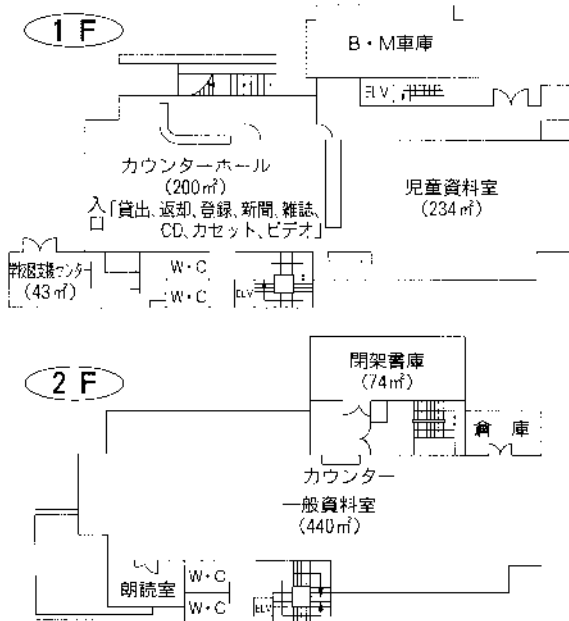 1 F
B・M車庫
ELV
カウンターホール
(200㎡)
児童資料室
(234㎡)
入口
「貸出、返却、登録、新聞、雑誌、
CD、カセット、ビデオ」
学校図支援センター
(43㎡)
W・C
W・C
ELV
2 F
閉架書庫
(74㎡)
倉庫
カウンター
一般資料室
(440㎡)
朗読室
W・C
W・C
ELV